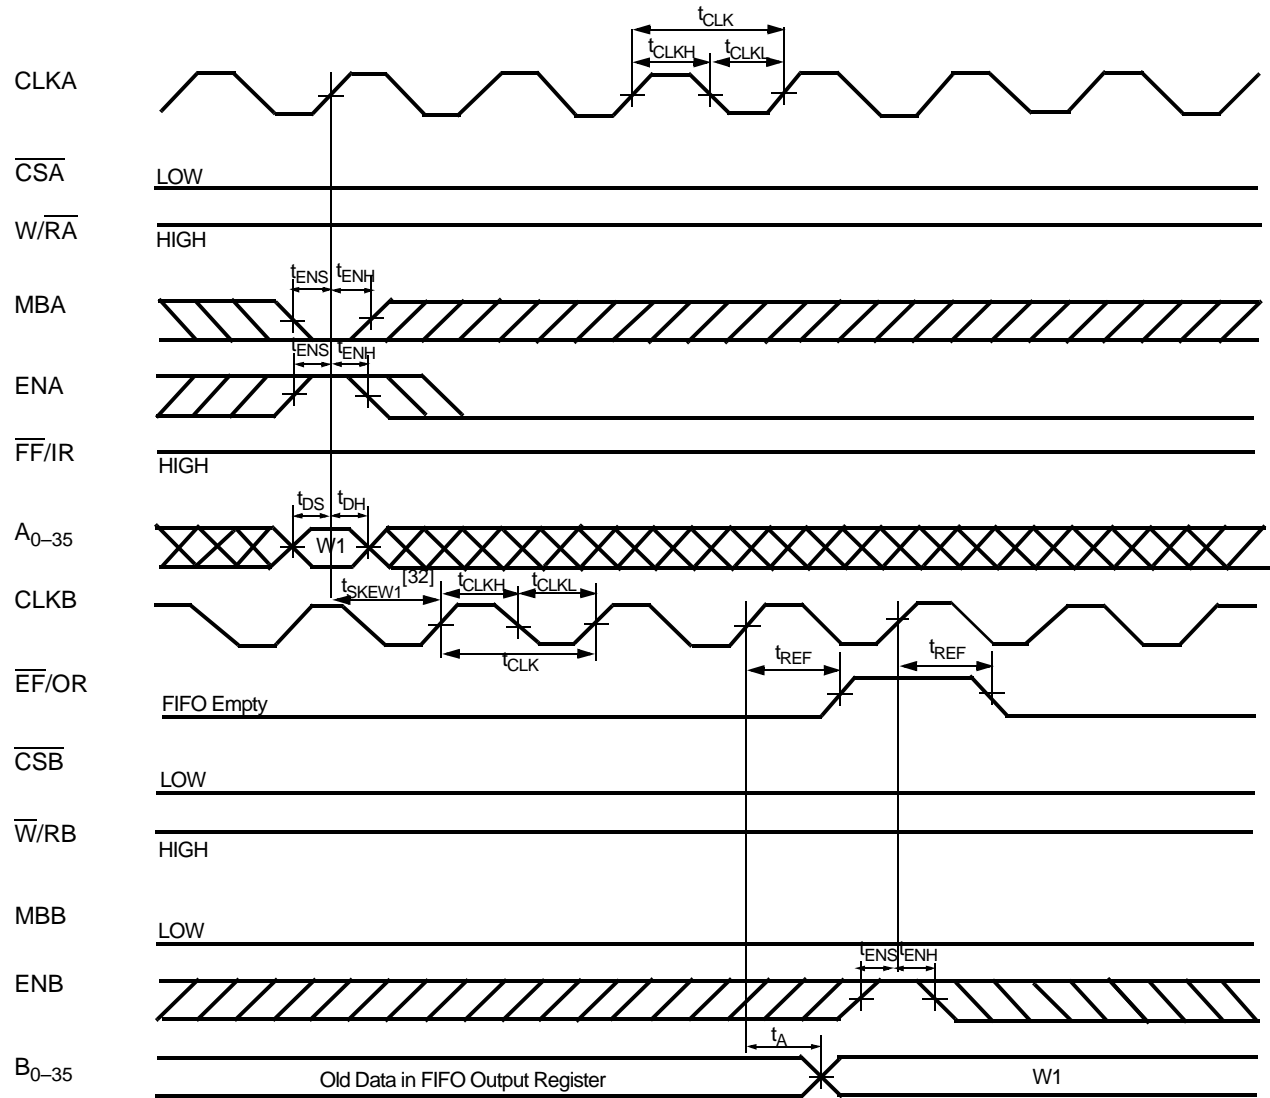 tCLK
tCLKH tCLKL
CLKA
CSA
LOW
W/RA
HIGH
tENS tENH
MBA
tENS tENH
ENA
FF/IR
HIGH
tDS tDH
A0–35
W1
tSKEW1[32] tCLKH tCLKL
CLKB
tCLK
tREF tREF
EF/OR
FIFO Empty
CSB
LOW
W/RB
HIGH
MBB
LOW
tENS tENH
ENB
tA
B0–35
Old Data in FIFO Output Register W1